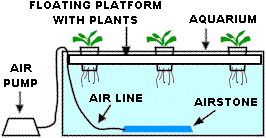 FLOATING PLATFORM
WITH PLANTS
AQUARIUM
AIR
PUMP
AIR LINE
AIRSTONE